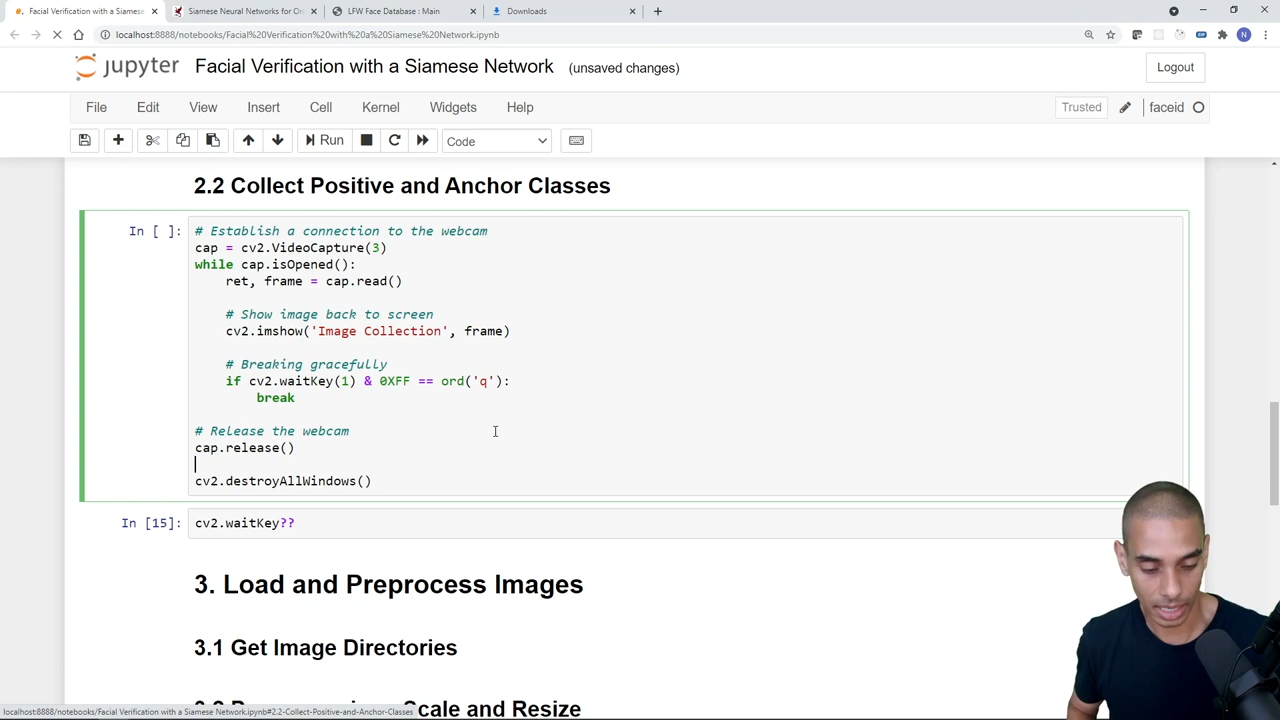 Facial Verification with a Siamese
Siamese Neural Networks for On
LFW Face Database : Main
Downloads
localhost:8888/notebooks/Facial%20Verification%20with%20a%20Siamese%20Network.ipynb
N
jupyter
Facial Verification with a Siamese Network (unsaved changes)
Logout
File Edit View Insert Cell Kernel Widgets Help
Trusted
faceid
Run
Code
2.2 Collect Positive and Anchor Classes
In [ ]:
# Establish a connection to the webcam
cap = cv2.VideoCapture(3)
while cap.isOpened():
ret, frame = cap.read()
# Show image back to screen
cv2.imshow('Image Collection', frame)
# Breaking gracefully
if cv2.waitKey(1) & 0XFF == ord('q'):
break
# Release the webcam
cap.release()
cv2.destroyAllWindows()
In [15]: cv2.waitKey??
3. Load and Preprocess Images
3.1 Get Image Directories
Scale and Resize
localhost:8888/notebooks/Facial Verification with a Siamese Network.ipynb#2.2-Collect-Positive-and-Anchor-Classes